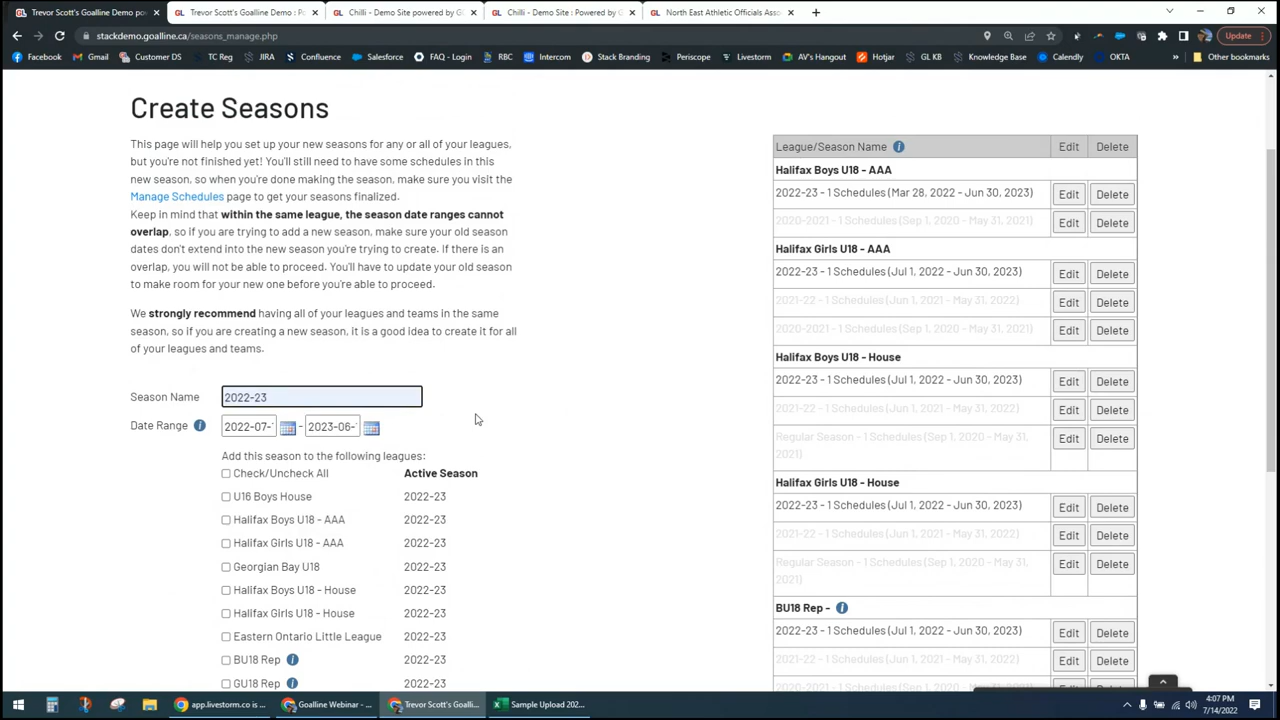 Trevor Scott's Goalline Demo pow
Trevor Scott's Goalline Demo : Po
Chilli - Demo Site powered by G
Chilli - Demo Site : Powered by G
North East Athletic Officials Asso
stackdemo.goalline.ca/seasons_manage.php
Update
Facebook
Gmail
Customer DS
TC Reg
JIRA
Confluence
Salesforce
FAQ - Login
RBC
Intercom
Stack Branding
Periscope
Livestorm
AV's Hangout
Hotjar
GL KB
Knowledge Base
Calendly
OKTA
»
Other bookmarks
Create Seasons
This page will help you set up your new seasons for any or all of your leagues,
but you're not finished yet! You'll still need to have some schedules in this
new season, so when you're done making the season, make sure you visit the
Manage Schedules page to get your seasons finalized.
Keep in mind that within the same league, the season date ranges cannot
overlap, so if you are trying to add a new season, make sure your old season
dates don't extend into the new season you're trying to create. If there is an
overlap, you will not be able to proceed. You'll have to update your old season
to make room for your new one before you're able to proceed.
We strongly recommend having all of your leagues and teams in the same
season, so if you are creating a new season, it is a good idea to create it for all
of your leagues and teams.
Season Name 2022-23
Date Range 2022-07- - 2023-06-
Add this season to the following leagues:
Check/Uncheck All Active Season
U16 Boys House 2022-23
Halifax Boys U18 - AAA 2022-23
Halifax Girls U18 - AAA 2022-23
Georgian Bay U18 2022-23
Halifax Boys U18 - House 2022-23
Halifax Girls U18 - House 2022-23
Eastern Ontario Little League 2022-23
BU18 Rep 2022-23
GU18 Rep 2022-23
League/Season Name Edit Delete
Halifax Boys U18 - AAA
2022-23 - 1 Schedules (Mar 28, 2022 - Jun 30, 2023) Edit Delete
2020-2021 - 1 Schedules (Sep 1, 2020 - May 31, 2021) Edit Delete
Halifax Girls U18 - AAA
2022-23 - 1 Schedules (Jul 1, 2022 - Jun 30, 2023) Edit Delete
2021-22 - 1 Schedules (Jun 1, 2021 - May 31, 2022) Edit Delete
2020-2021 - 1 Schedules (Sep 1, 2020 - May 31, 2021) Edit Delete
Halifax Boys U18 - House
2022-23 - 1 Schedules (Jul 1, 2022 - Jun 30, 2023) Edit Delete
2021-22 - 1 Schedules (Jun 1, 2021 - May 31, 2022) Edit Delete
Regular Season - 1 Schedules (Sep 1, 2020 - May 31, Edit Delete
2021)
Halifax Girls U18 - House
2022-23 - 1 Schedules (Jul 1, 2022 - Jun 30, 2023) Edit Delete
2021-22 - 1 Schedules (Jun 1, 2021 - May 31, 2022) Edit Delete
Regular Season - 1 Schedules (Sep 1, 2020 - May 31, Edit Delete
2021)
BU18 Rep -
2022-23 - 1 Schedules (Jul 1, 2022 - Jun 30, 2023) Edit Delete
2021-22 - 1 Schedules (Jun 1, 2021 - May 31, 2022) Edit Delete
app.livestorm.co is ...
Goalline Webinar - ...
Trevor Scott's Goalli...
Sample Upload 202...
4:07 PM
7/14/2022